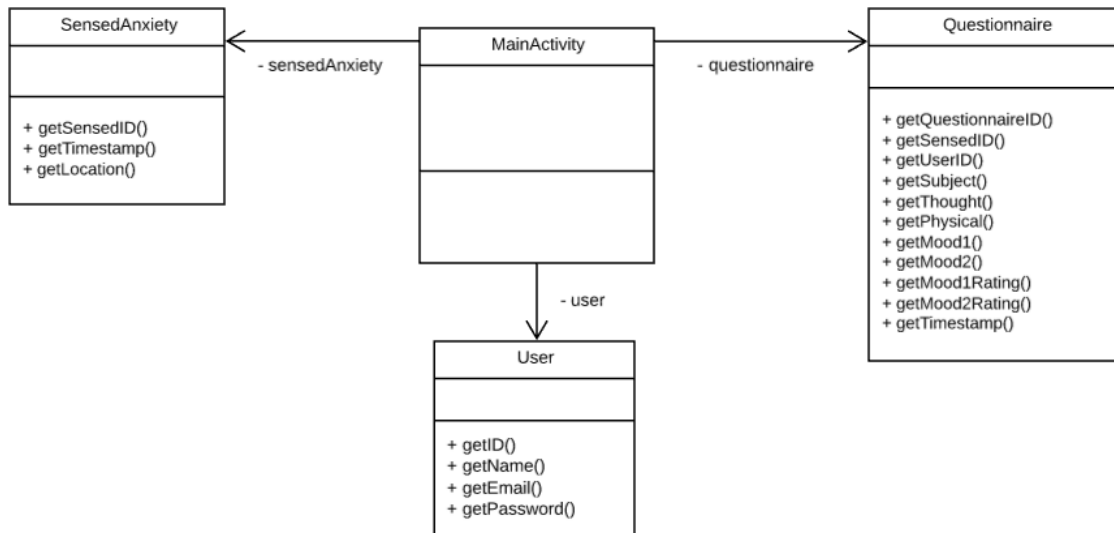 SensedAnxiety
+ getSensedID()
+ getTimestamp()
+ getLocation()
- sensedAnxiety
MainActivity
- questionnaire
Questionnaire
+ getQuestionnaireID()
+ getSensedID()
+ getUserID()
+ getSubject()
+ getThought()
+ getPhysical()
+ getMood1()
+ getMood2()
+ getMood1Rating()
+ getMood2Rating()
+ getTimestamp()
- user
User
+ getID()
+ getName()
+ getEmail()
+ getPassword()